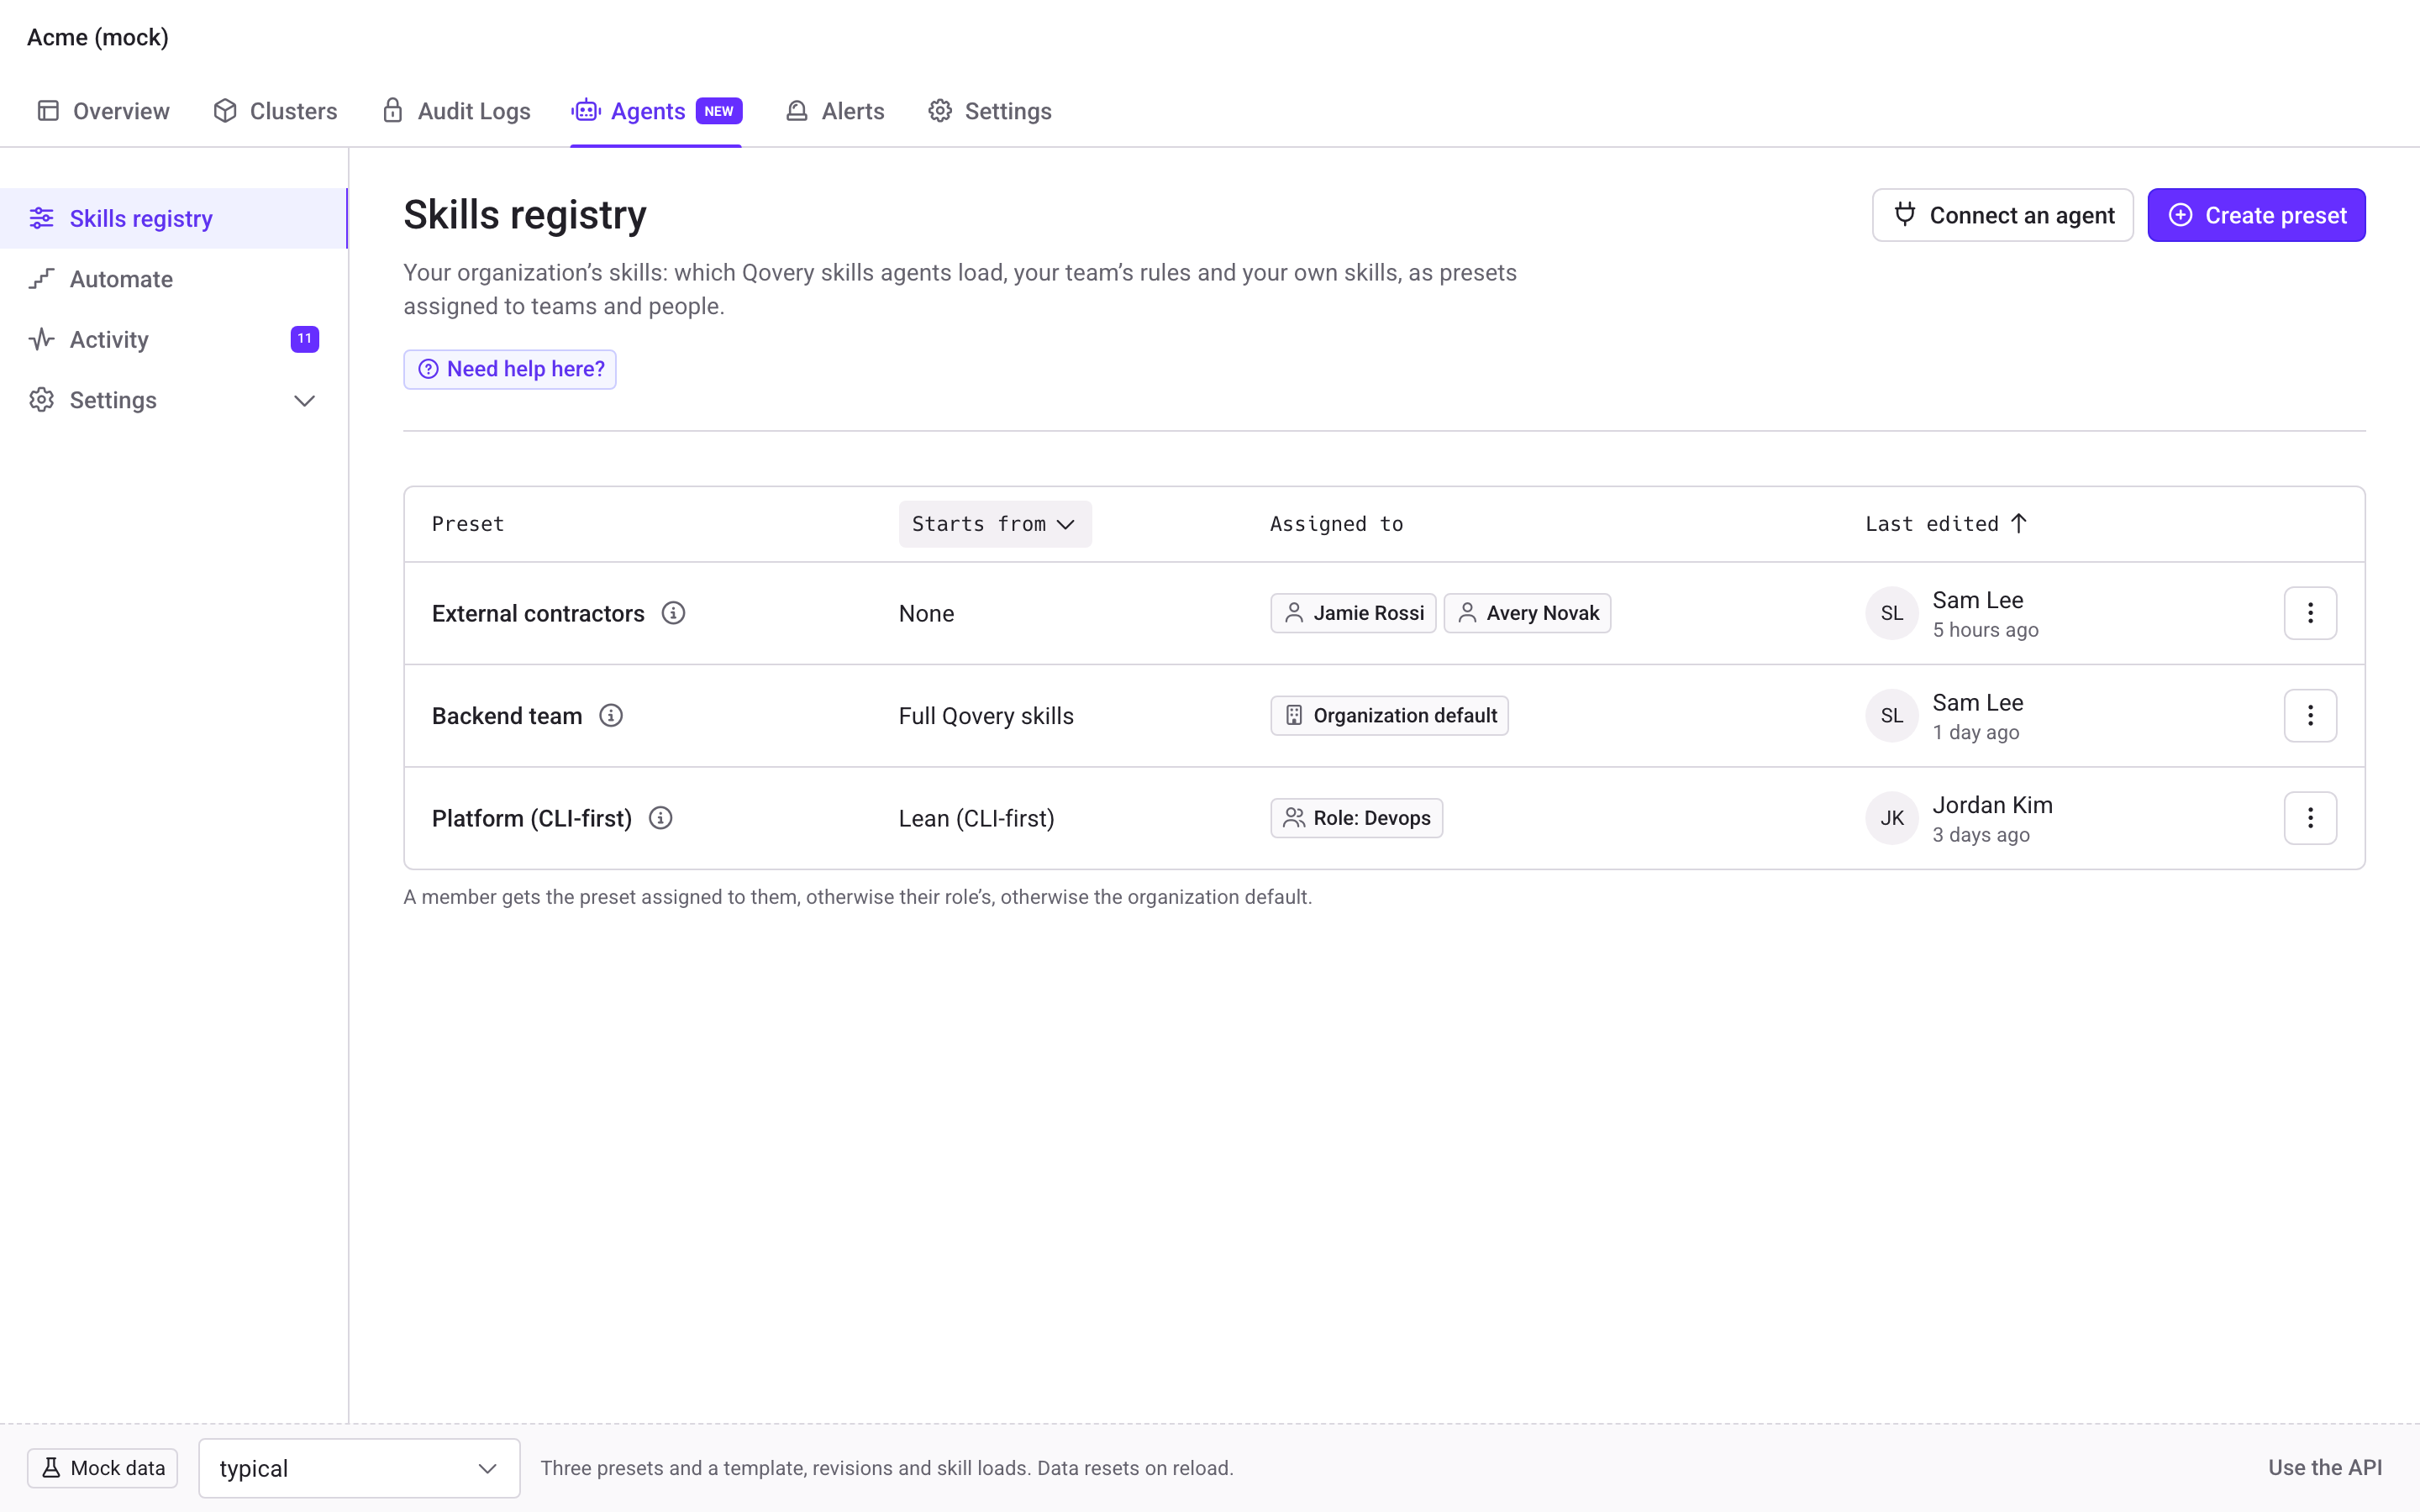 Acme (mock)
Overview
Clusters
Audit Logs
Agents NEW
Alerts
Settings
Skills registry
Automate
Activity 11
Settings
Skills registry
Connect an agent
Create preset
Your organization’s skills: which Qovery skills agents load, your team’s rules and your own skills, as presets
assigned to teams and people.
Need help here?
Preset Starts from Assigned to Last edited
External contractors None Jamie Rossi Avery Novak SL Sam Lee
5 hours ago
Backend team Full Qovery skills Organization default SL Sam Lee
1 day ago
Platform (CLI-first) Lean (CLI-first) Role: Devops JK Jordan Kim
3 days ago
A member gets the preset assigned to them, otherwise their role’s, otherwise the organization default.
Mock data typical Three presets and a template, revisions and skill loads. Data resets on reload. Use the API